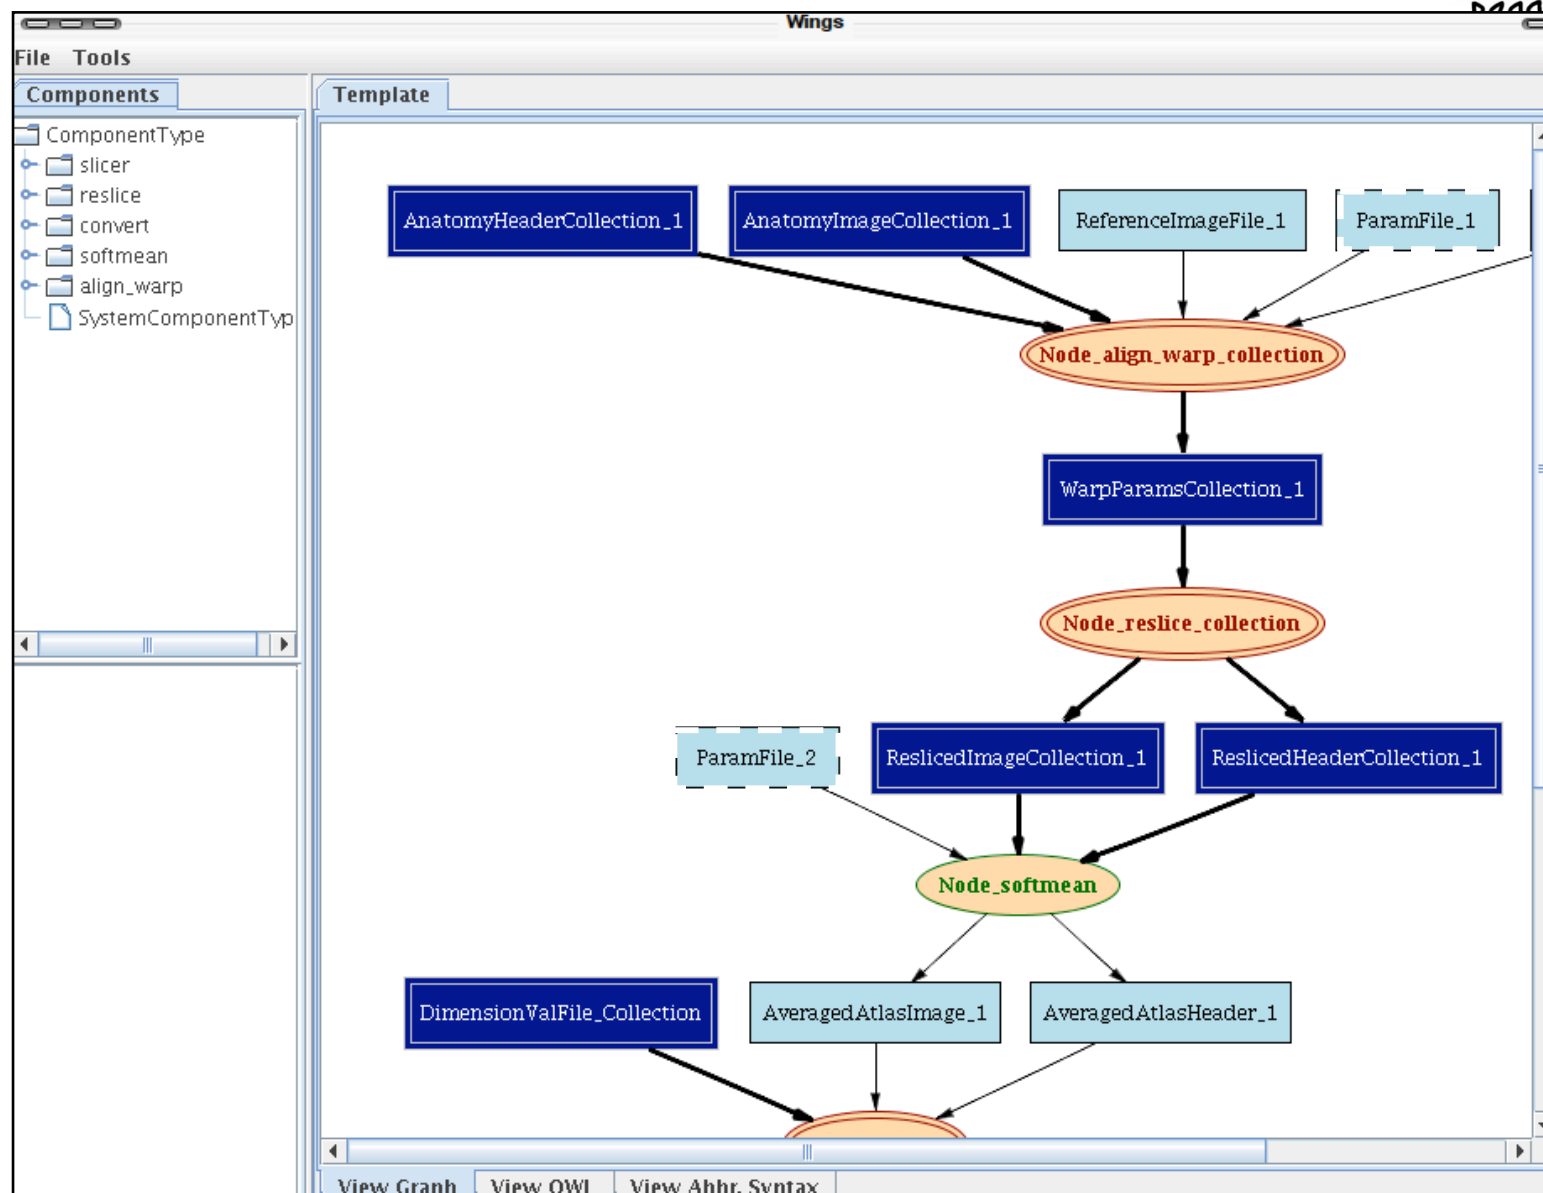 Wings
File Tools
Components
Template
ComponentType
slicer
reslice
convert
softmean
align_warp
SystemComponentTyp
AnatomyHeaderCollection_1
AnatomyImageCollection_1
ReferenceImageFile_1
ParamFile_1
Node_align_warp_collection
WarpParamsCollection_1
Node_reslice_collection
ParamFile_2
ReslicedImageCollection_1
ReslicedHeaderCollection_1
Node_softmean
DimensionValFile_Collection
AveragedAtlasImage_1
AveragedAtlasHeader_1
View Graph
View OWL
View Abbr. Syntax